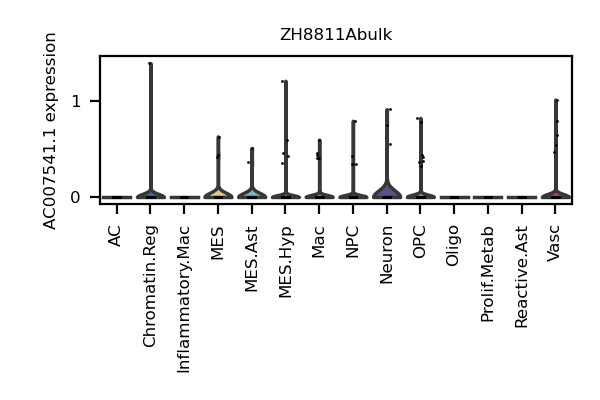 ZH8811Abulk
AC007541.1 expression
1
0
AC
Chromatin.Reg
Inflammatory.Mac
MES
MES.Ast
MES.Hyp
Mac
NPC
Neuron
OPC
Oligo
Prolif.Metab
Reactive.Ast
Vasc